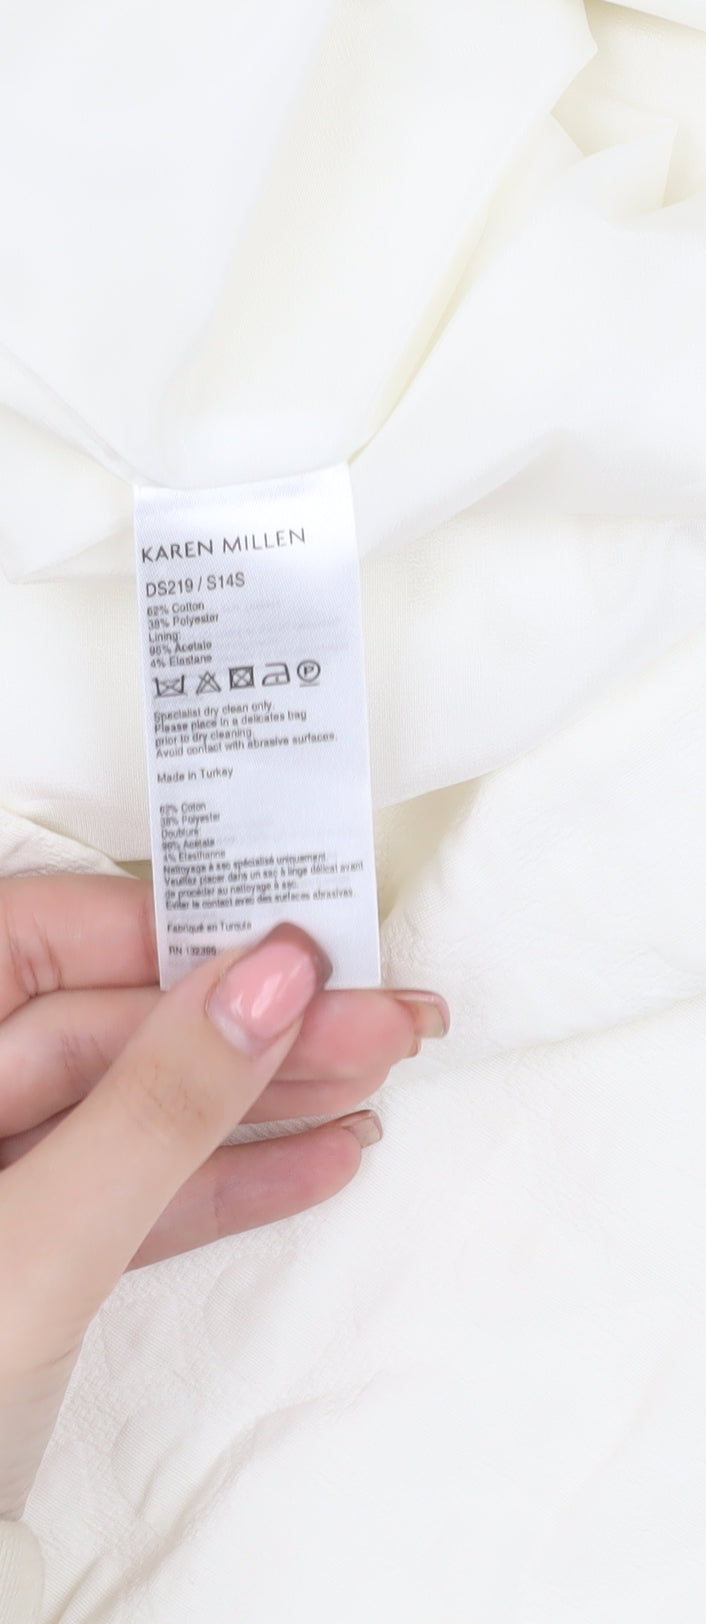 KAREN MILLEN
DS219 / S14S
62% Cotton
38% Polyester
Lining:
96% Acetate
4% Elastane
P
Specialist dry clean only.
Please place in a delicates bag
prior to dry cleaning.
Avoid contact with abrasive surfaces.
Made in Turkey
62% Coton
38% Polyester
Doublure
96% Acétate
4% Elasthanne
Nettoyage à sec spécialisé uniquement
Veuillez placer dans un sac à linge délicat avant
de procéder au nettoyage à sec.
Eviter le contact avec des surfaces abrasives.
Fabriqué en Turquie
RN